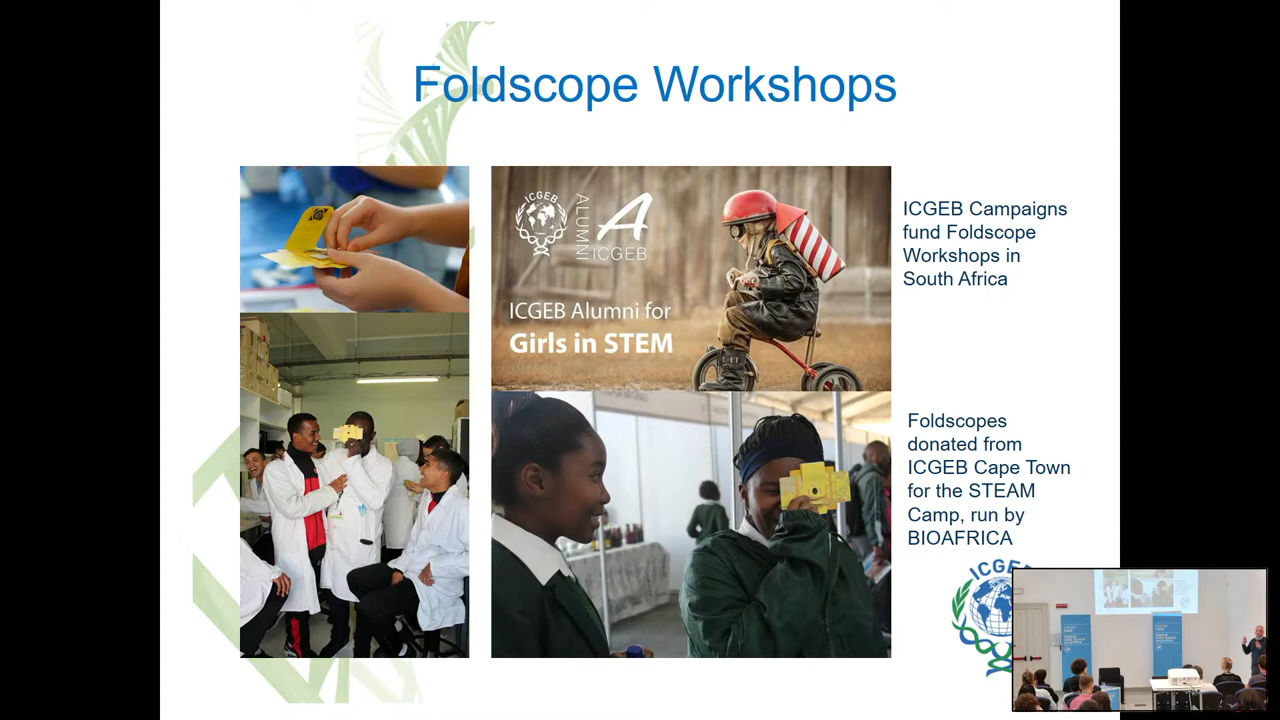 Foldscope Workshops
ICGEB
ALUMNI
A
ICGEB
ICGEB Alumni for
Girls in STEM
ICGEB Campaigns
fund Foldscope
Workshops in
South Africa
Foldscopes
donated from
ICGEB Cape Town
for the STEAM
Camp, run by
BIOAFRICA
ICGEB